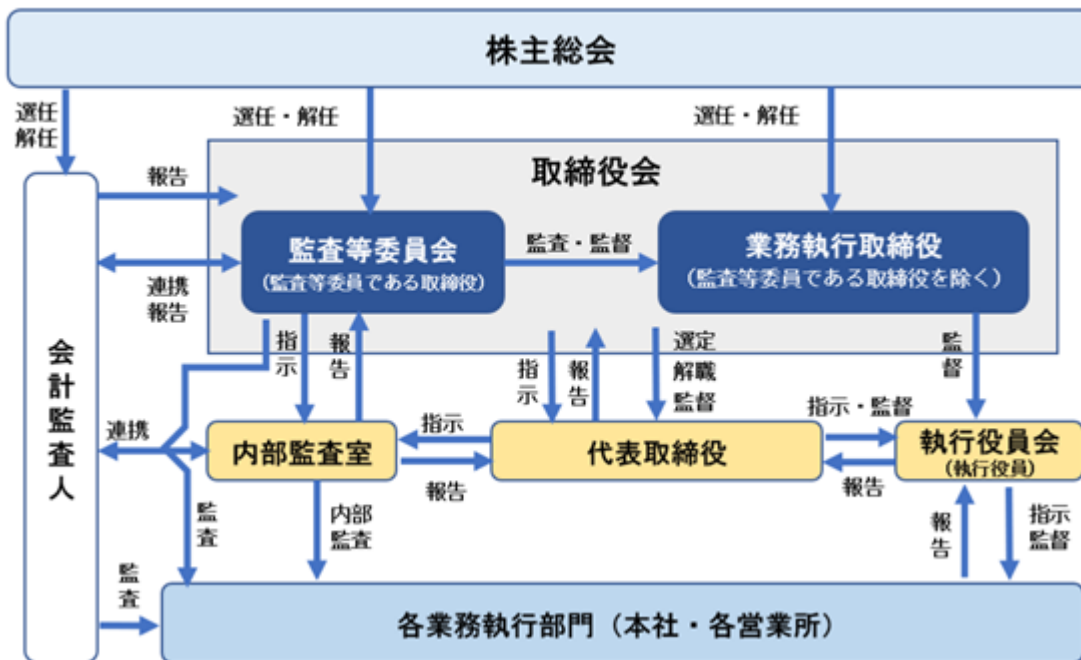 株主総会
選任
解任
選任・解任
選任・解任
報告
取締役会
監査等委員会
(監査等委員である取締役)
監査・監督
業務執行取締役
(監査等委員である取締役を除く)
連携
報告
会計監査人
指示
報告
指示
報告
選定
解職
監督
監督
連携
内部監査室
指示
報告
代表取締役
指示・監督
報告
執行役員会
(執行役員)
監査
内部
監査
報告
指示
監督
監査
各業務執行部門(本社・各営業所)